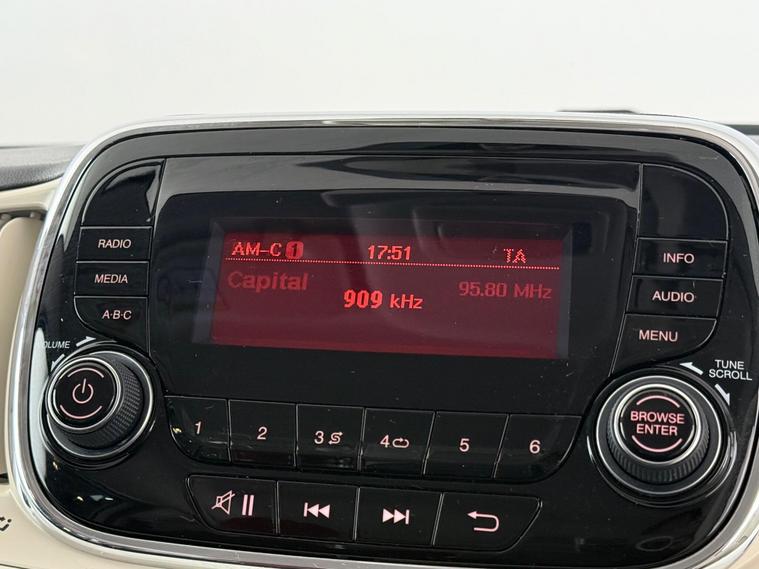 AM-C 1 17:51 TA
Capital 95.80 MHz
909 kHz
RADIO
MEDIA
A·B·C
INFO
AUDIO
MENU
VOLUME
TUNE
SCROLL
BROWSE
ENTER
1 2 3 4 5 6